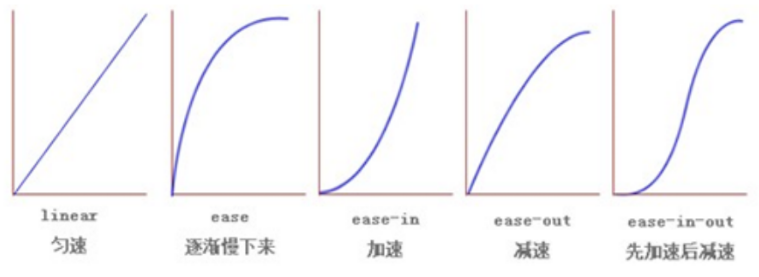 linear
匀速
ease
逐渐慢下来
ease-in
加速
ease-out
减速
ease-in-out
先加速后减速